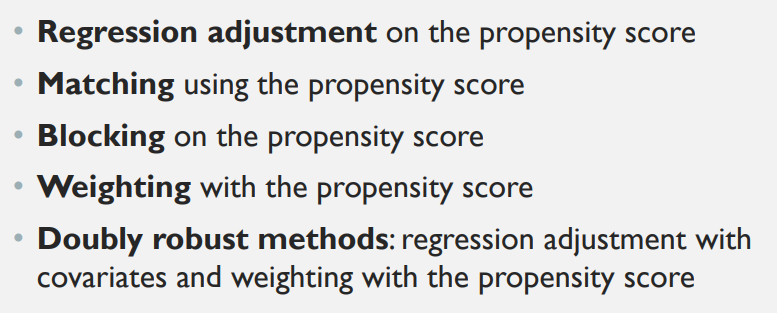 • Regression adjustment on the propensity score
• Matching using the propensity score
• Blocking on the propensity score
• Weighting with the propensity score
• Doubly robust methods: regression adjustment with
covariates and weighting with the propensity score